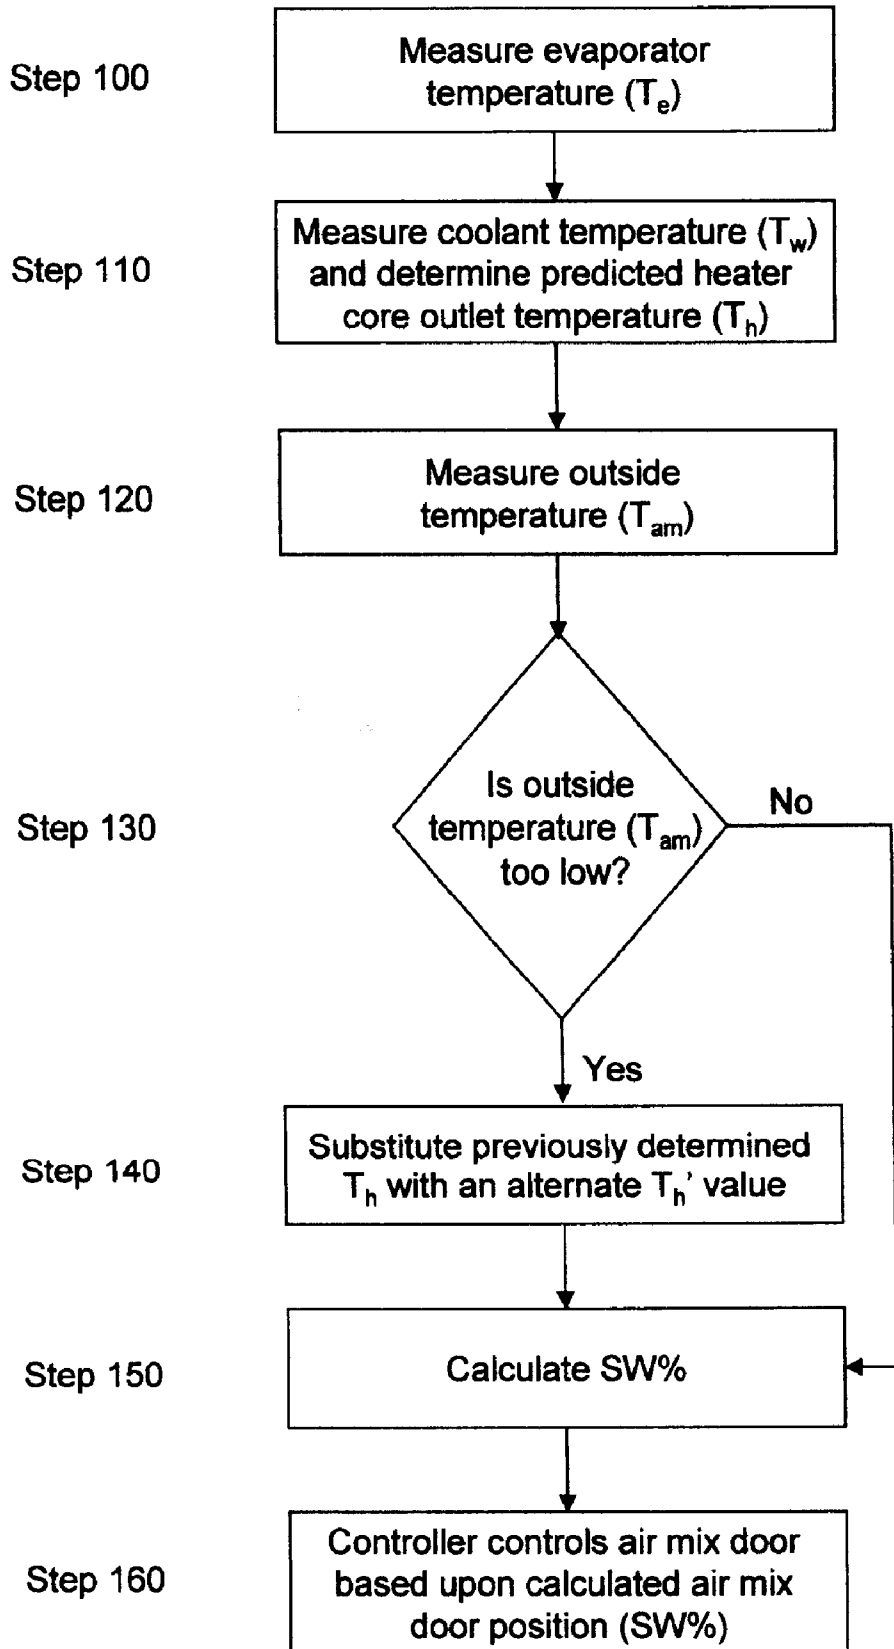 Step 100
Measure evaporator
temperature (Te)
Step 110
Measure coolant temperature (Tw)
and determine predicted heater
core outlet temperature (Th)
Step 120
Measure outside
temperature (Tam)
Step 130
Is outside
temperature (Tam)
too low?
No
Yes
Step 140
Substitute previously determined
Th with an alternate Th' value
Step 150
Calculate SW%
Step 160
Controller controls air mix door
based upon calculated air mix
door position (SW%)